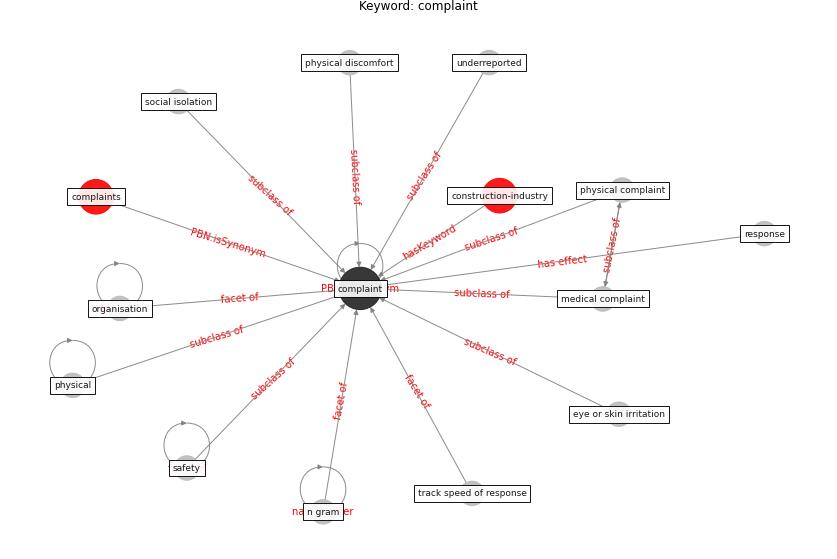 Keyword: complaint
physical discomfort
underreported
social isolation
subclass of
subclass of
subclass of
complaints
construction-industry
physical complaint
PBN:isSynonym
hasKeyword
subclass of
subclass of
response
has effect
PB complaint rm
organisation
facet of
subclass of
medical complaint
subclass of
subclass of
physical
facet of
facet of
subclass of
eye or skin irritation
safety
track speed of response
na n gram er